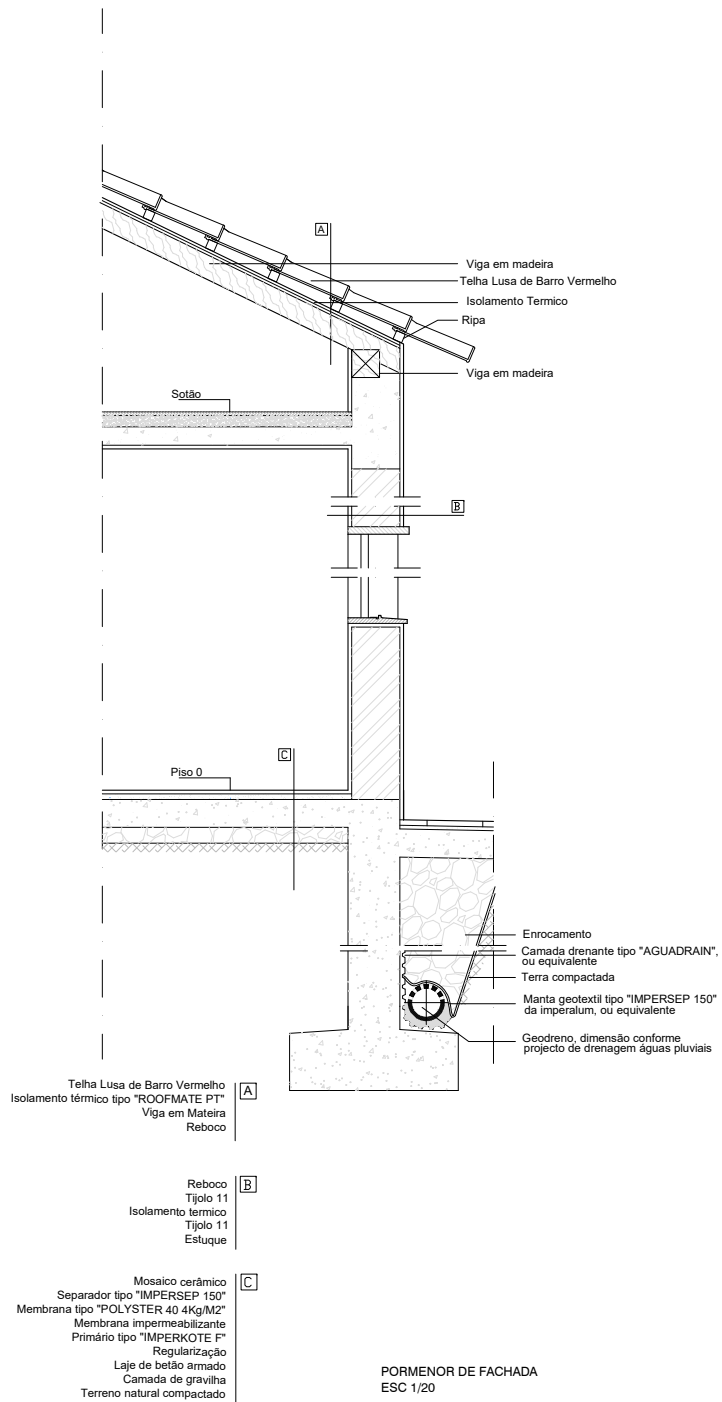 A
Viga em madeira
Telha Lusa de Barro Vermelho
Isolamento Termico
Ripa
Viga em madeira
Sotão
B
C
Piso 0
Enrocamento
Camada drenante tipo "AGUADRAIN",
ou equivalente
Terra compactada
Manta geotextil tipo "IMPERSEP 150"
da imperalum, ou equivalente
Geodreno, dimensão conforme
projecto de drenagem águas pluviais
Telha Lusa de Barro Vermelho
A
Isolamento térmico tipo "ROOFMATE PT"
Viga em Mateira
Reboco
Reboco
B
Tijolo 11
Isolamento termico
Tijolo 11
Estuque
Mosaico cerâmico
C
Separador tipo "IMPERSEP 150"
Membrana tipo "POLYSTER 40 4Kg/M2"
Membrana impermeabilizante
Primário tipo "IMPERKOTE F"
Regularização
Laje de betão armado
Camada de gravilha
Terreno natural compactado
PORMENOR DE FACHADA
ESC 1/20